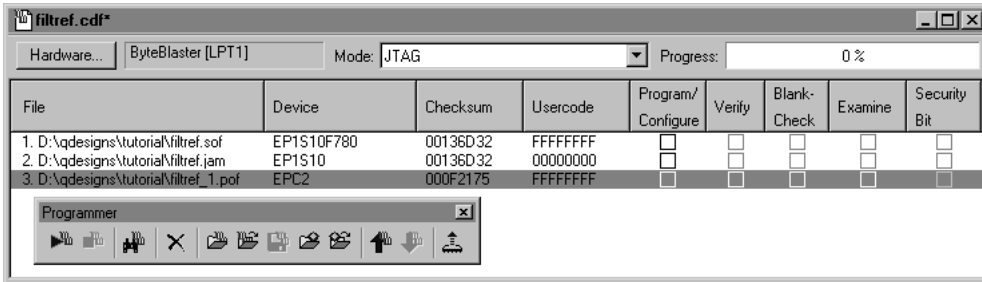 filtref.cdf*
Hardware... ByteBlaster [LPT1] Mode: JTAG Progress: 0 %
File Device Checksum Usercode Program/ Configure Verify Blank- Check Examine Security Bit
1. D:\qdesigns\tutorial\filtref.sof EP1S10F780 00136D32 FFFFFFFF
2. D:\qdesigns\tutorial\filtref.jam EP1S10 00136D32 00000000
3. D:\qdesigns\tutorial\filtref_1.pof EPC2 000F2175 FFFFFFFF
Programmer